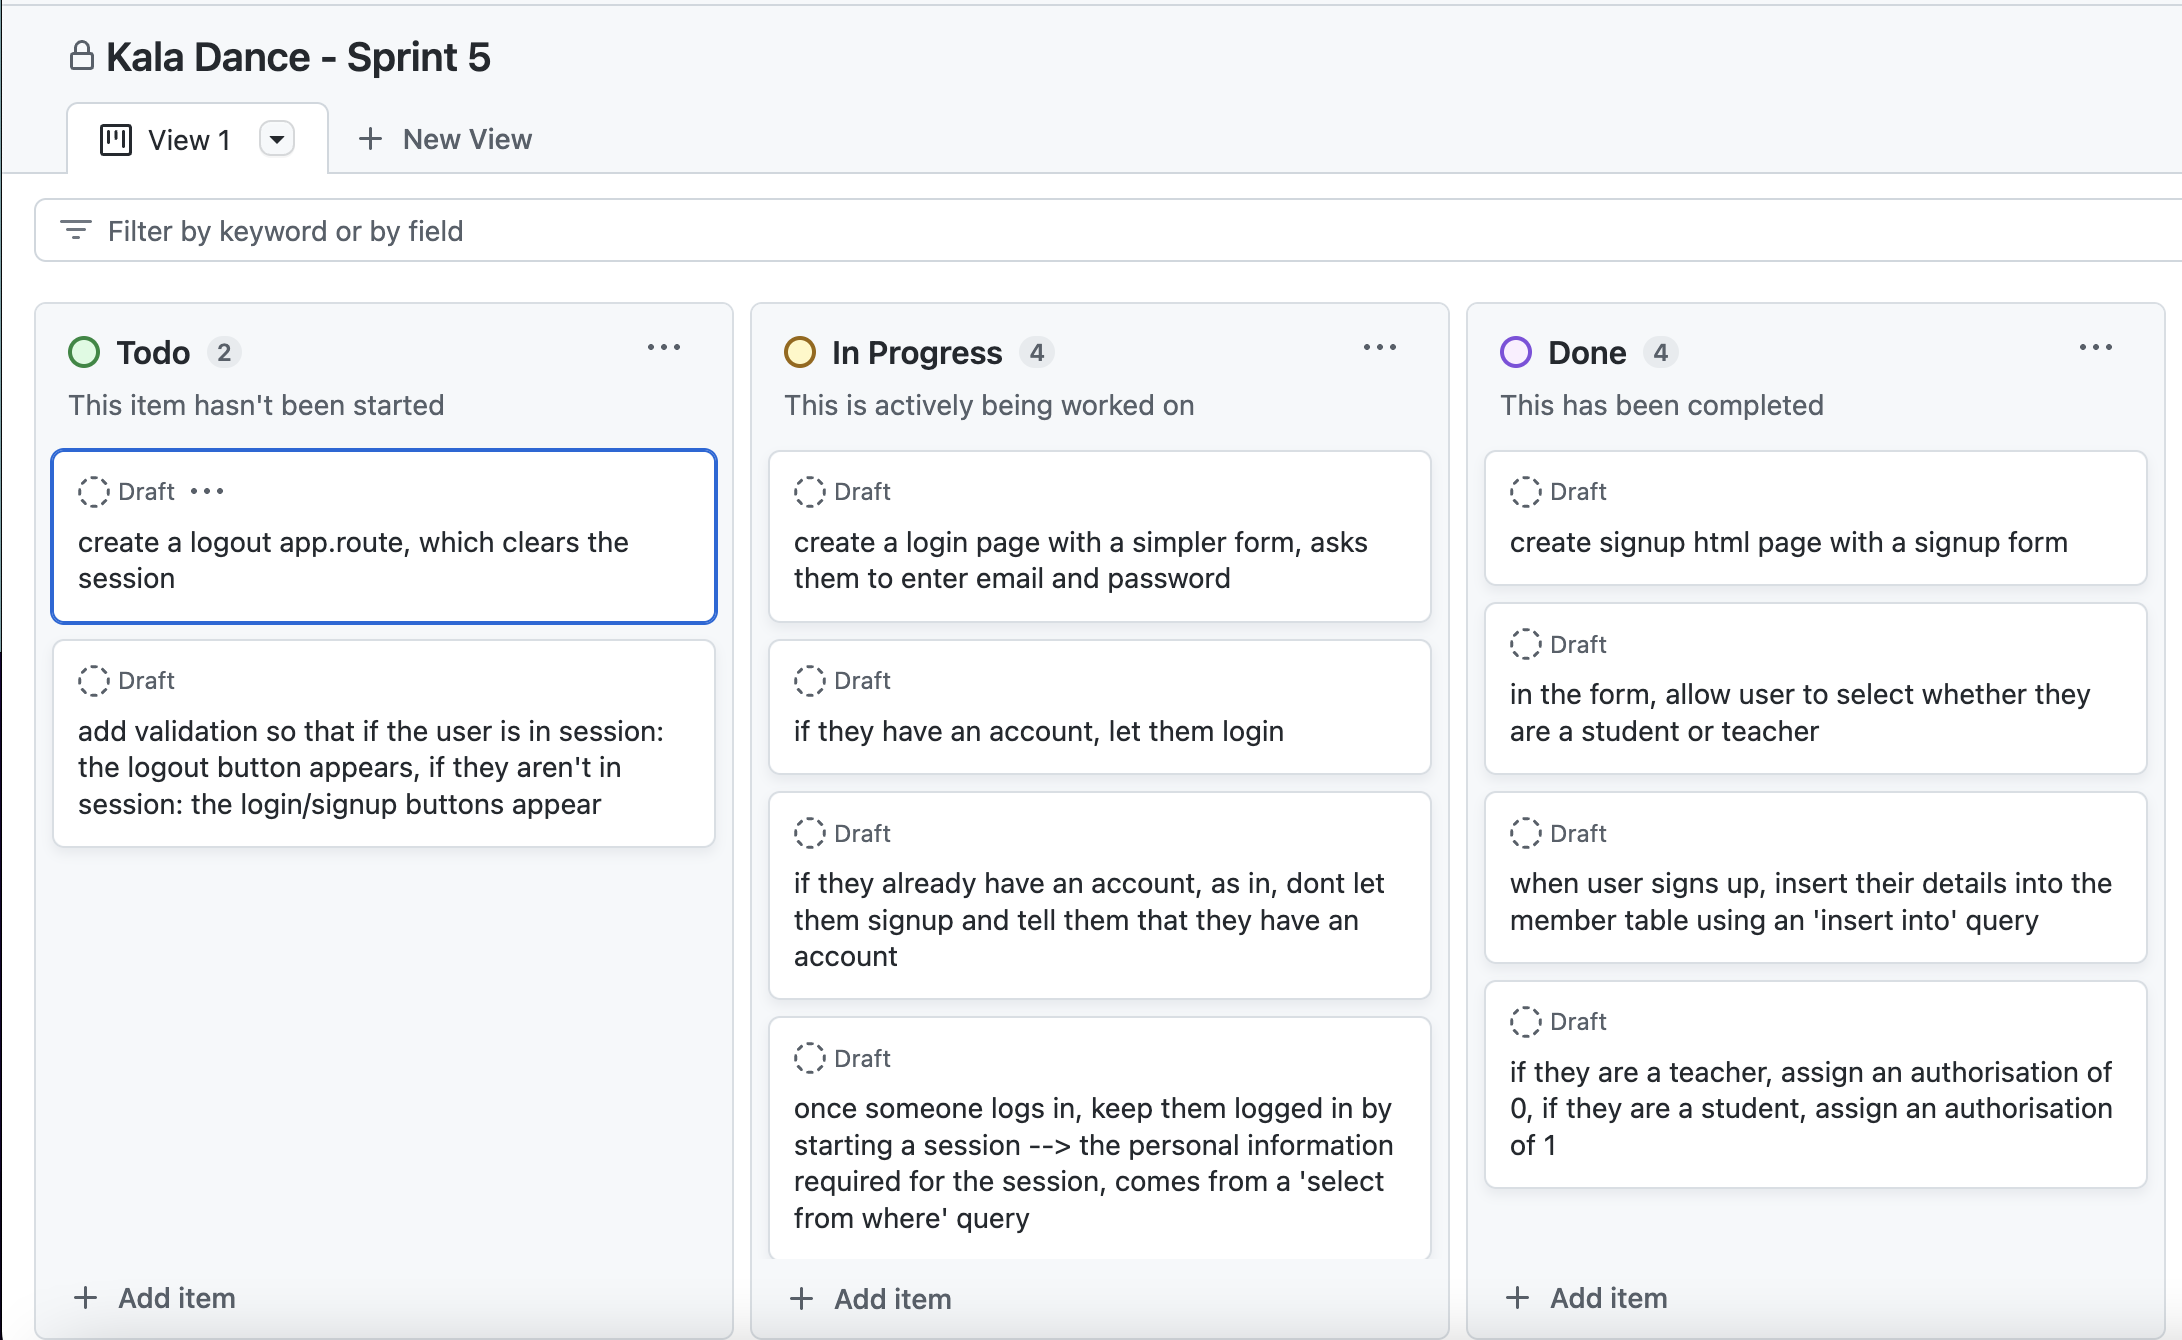 Kala Dance - Sprint 5
View 1
New View
Filter by keyword or by field
Todo 2
This item hasn't been started
Draft
create a logout app.route, which clears the
session
Draft
add validation so that if the user is in session:
the logout button appears, if they aren't in
session: the login/signup buttons appear
Add item
In Progress 4
This is actively being worked on
Draft
create a login page with a simpler form, asks
them to enter email and password
Draft
if they have an account, let them login
Draft
if they already have an account, as in, dont let
them signup and tell them that they have an
account
Draft
once someone logs in, keep them logged in by
starting a session --> the personal information
required for the session, comes from a 'select
from where' query
Add item
Done 4
This has been completed
Draft
create signup html page with a signup form
Draft
in the form, allow user to select whether they
are a student or teacher
Draft
when user signs up, insert their details into the
member table using an 'insert into' query
Draft
if they are a teacher, assign an authorisation of
0, if they are a student, assign an authorisation
of 1
Add item